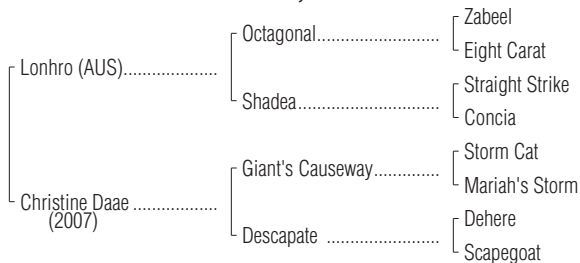 Zabeel
Octagonal
Eight Carat
Lonhro (AUS)
Straight Strike
Shadea
Concia
Storm Cat
Giant's Causeway
Mariah's Storm
Christine Daae
(2007)
Dehere
Descapate
Scapegoat